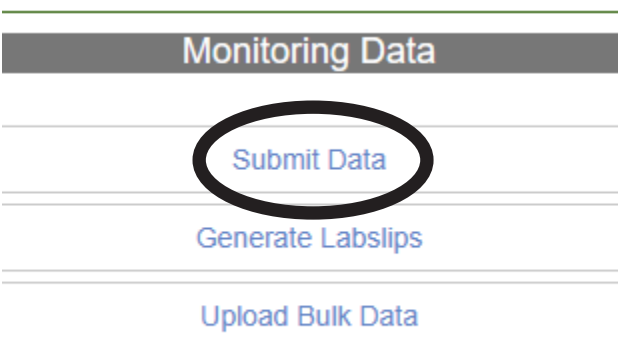 Monitoring Data
Submit Data
Generate Labslips
Upload Bulk Data